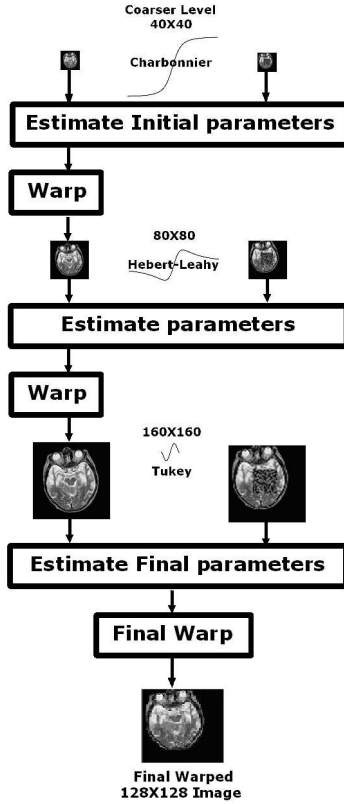 Coarser Level
40X40
Charbonnier
Estimate Initial parameters
Warp
80X80
Hebert-Leahy
Estimate parameters
Warp
160X160
Tukey
Estimate Final parameters
Final Warp
Final Warped
128X128 Image